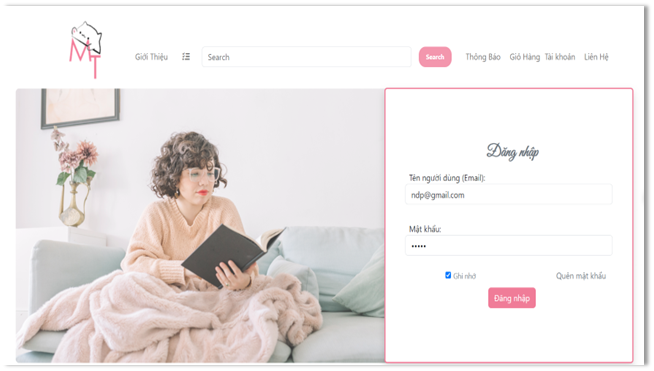 MT
Giới Thiệu
Search
Search
Thông Báo
Giỏ Hàng
Tài khoản
Liên Hệ
Đăng nhập
Tên người dùng (Email):
ndp@gmail.com
Mật khẩu:
•••••
Ghi nhớ
Quên mật khẩu
Đăng nhập